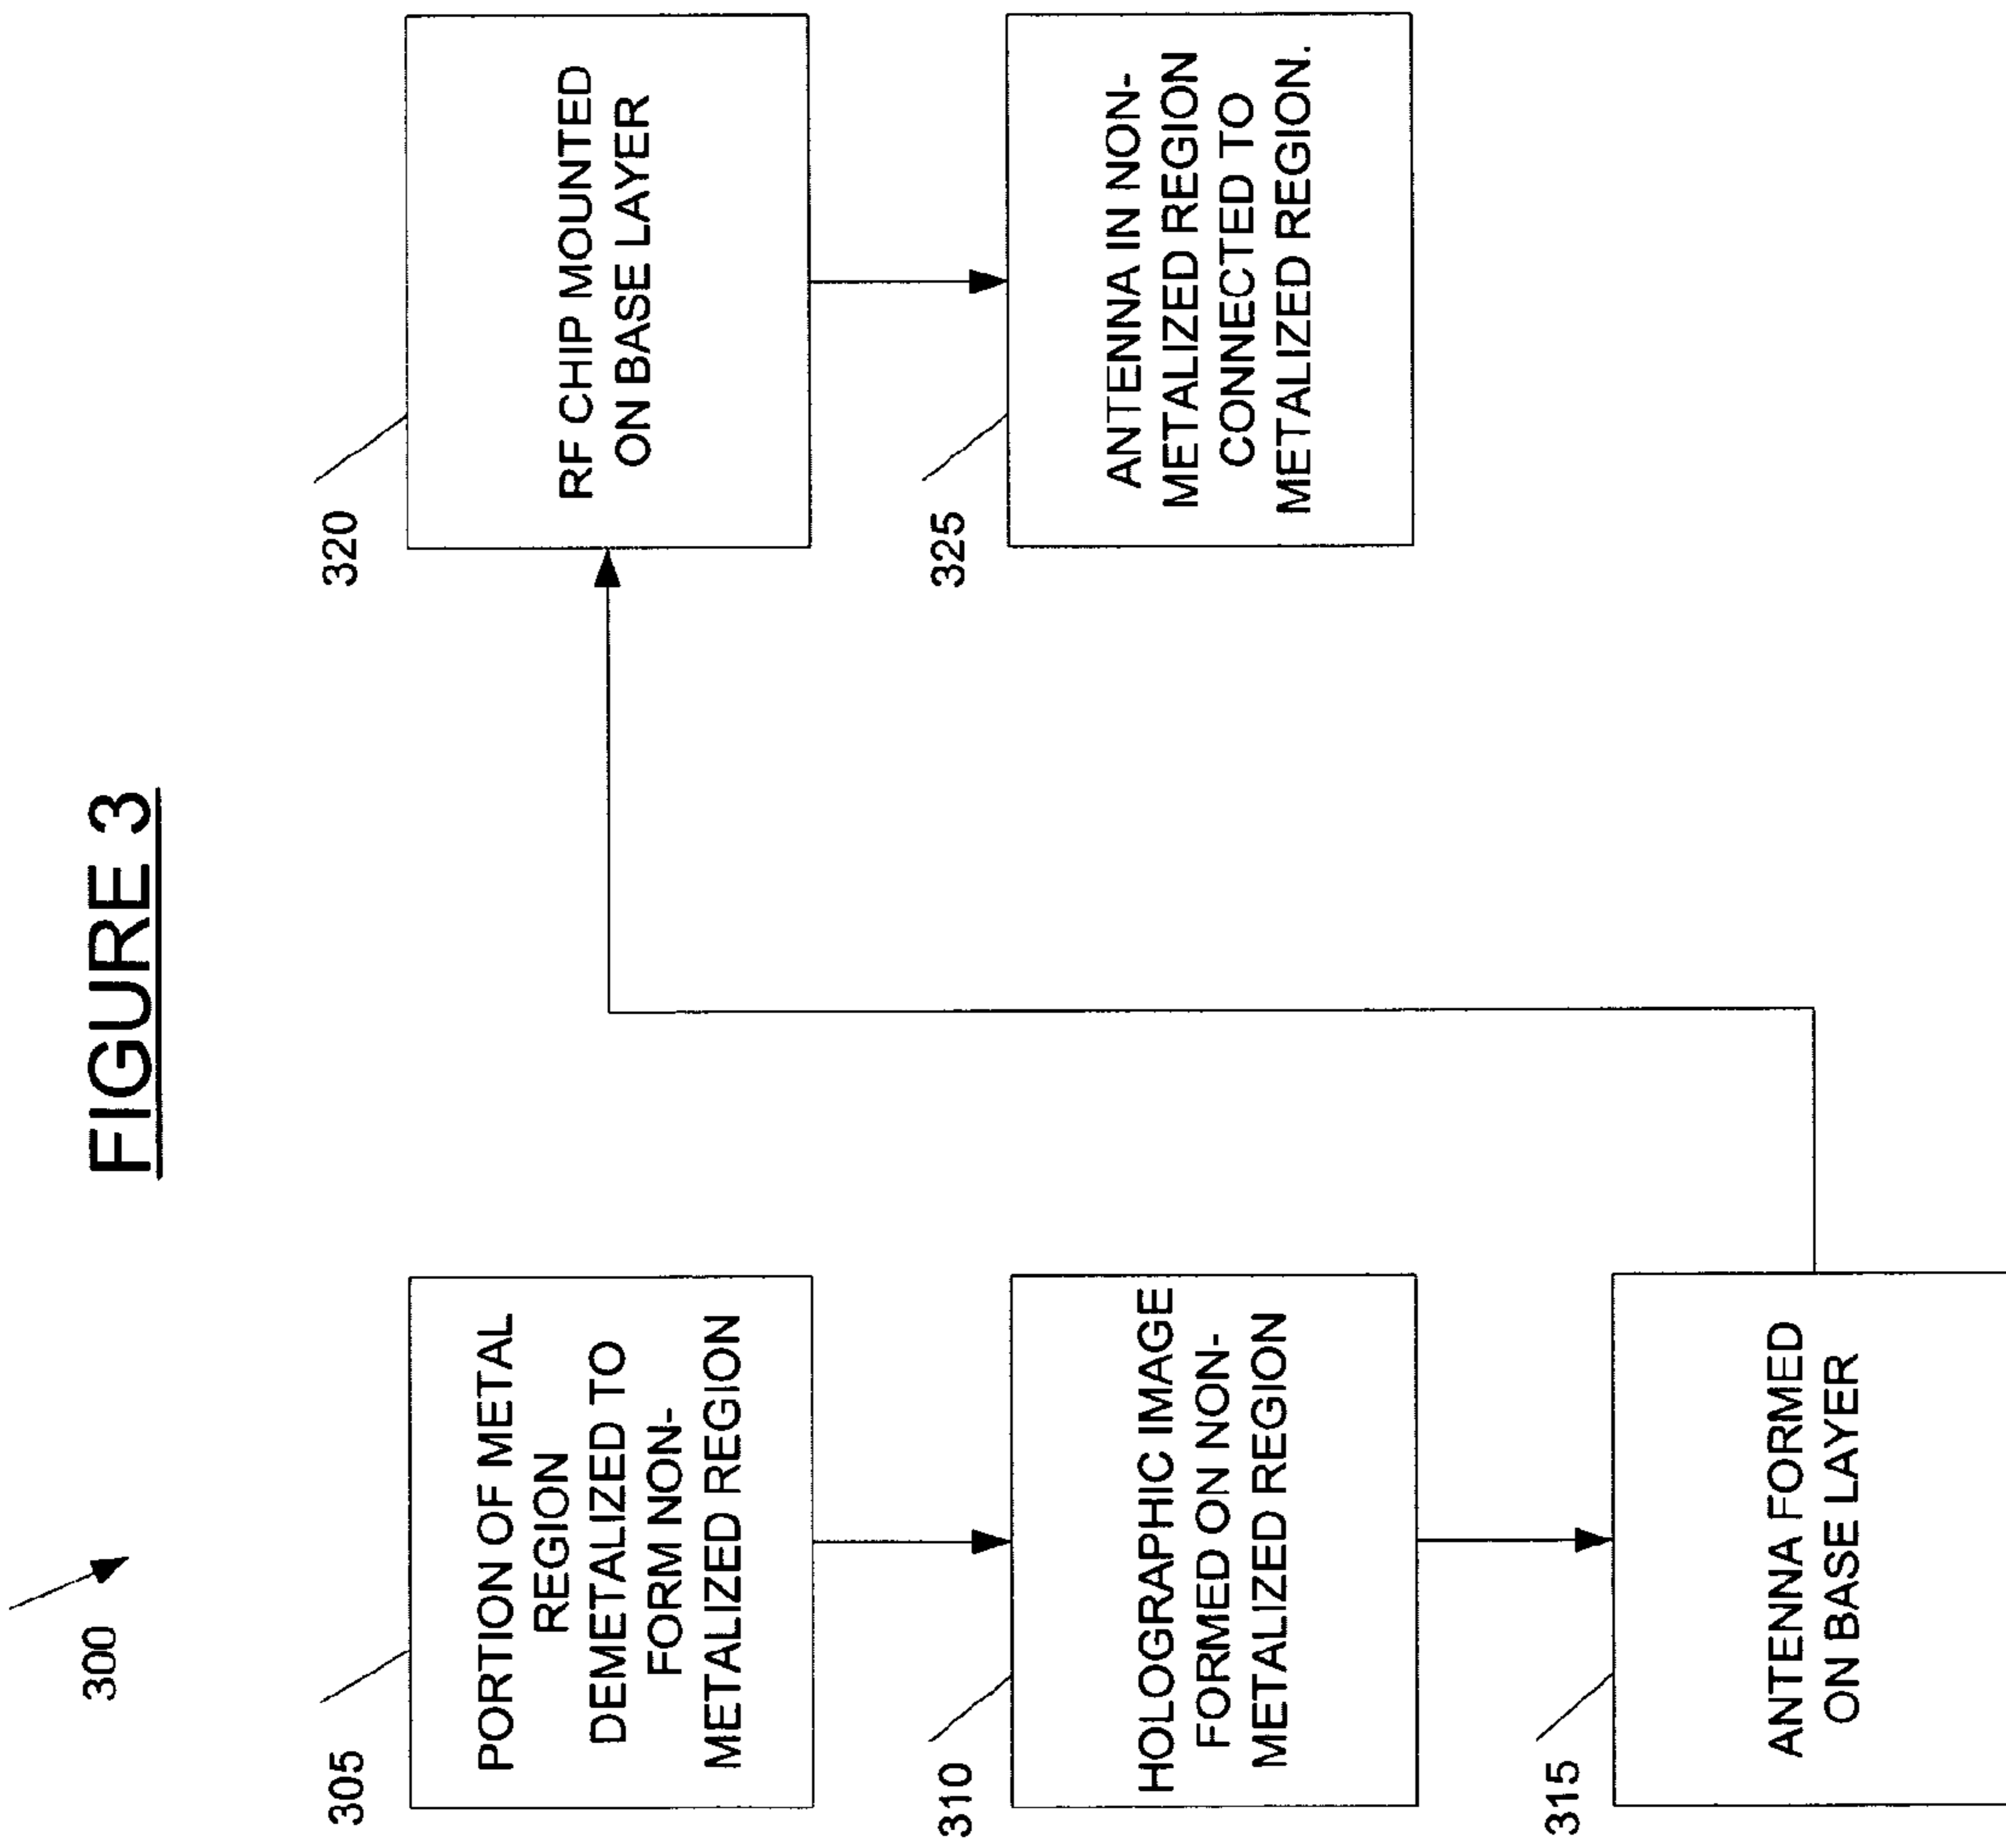 FIGURE 3
300
305
PORTION OF METAL
REGION
DEMETALIZED TO
FORM NON-
METALIZED REGION
310
HOLOGRAPHIC IMAGE
FORMED ON NON-
METALIZED REGION
315
ANTENNA FORMED
ON BASE LAYER
320
RF CHIP MOUNTED
ON BASE LAYER
325
ANTENNA IN NON-
METALIZED REGION
CONNECTED TO
METALIZED REGION.